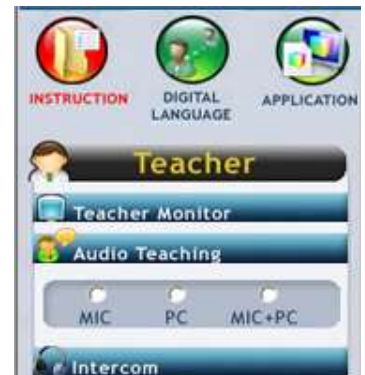 INSTRUCTION DIGITAL LANGUAGE APPLICATION
Teacher
Teacher Monitor
Audio Teaching
MIC PC MIC+PC
Intercom